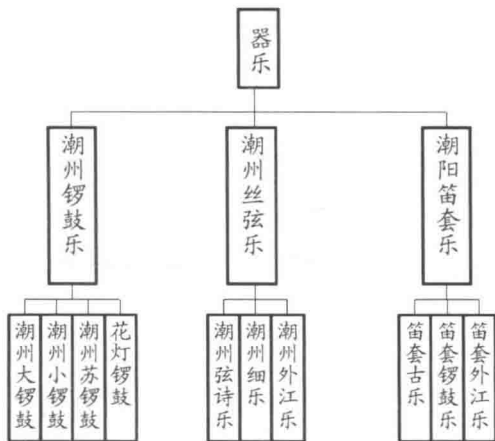 器乐
潮州锣鼓乐
潮州丝弦乐
潮阳笛套乐
潮州大锣鼓
潮州小锣鼓
潮州苏锣鼓
花灯锣鼓
潮州弦诗乐
潮州细乐
潮州外江乐
笛套古乐
笛套锣鼓乐
笛套外江乐